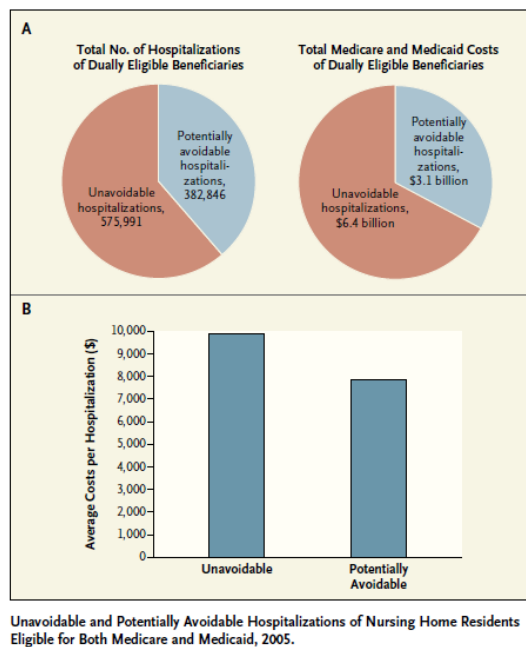 A
Total No. of Hospitalizations
of Dually Eligible Beneficiaries
Potentially
avoidable
hospitali-
zations,
382,846
Unavoidable
hospitalizations,
575,991
Total Medicare and Medicaid Costs
of Dually Eligible Beneficiaries
Potentially
avoidable
hospitali-
zations,
$3.1 billion
Unavoidable
hospitalizations,
$6.4 billion
B
Average Costs per Hospitalization ($)
10,000
9,000
8,000
7,000
6,000
5,000
4,000
3,000
2,000
1,000
0
Unavoidable
Potentially
Avoidable
Unavoidable and Potentially Avoidable Hospitalizations of Nursing Home Residents
Eligible for Both Medicare and Medicaid, 2005.